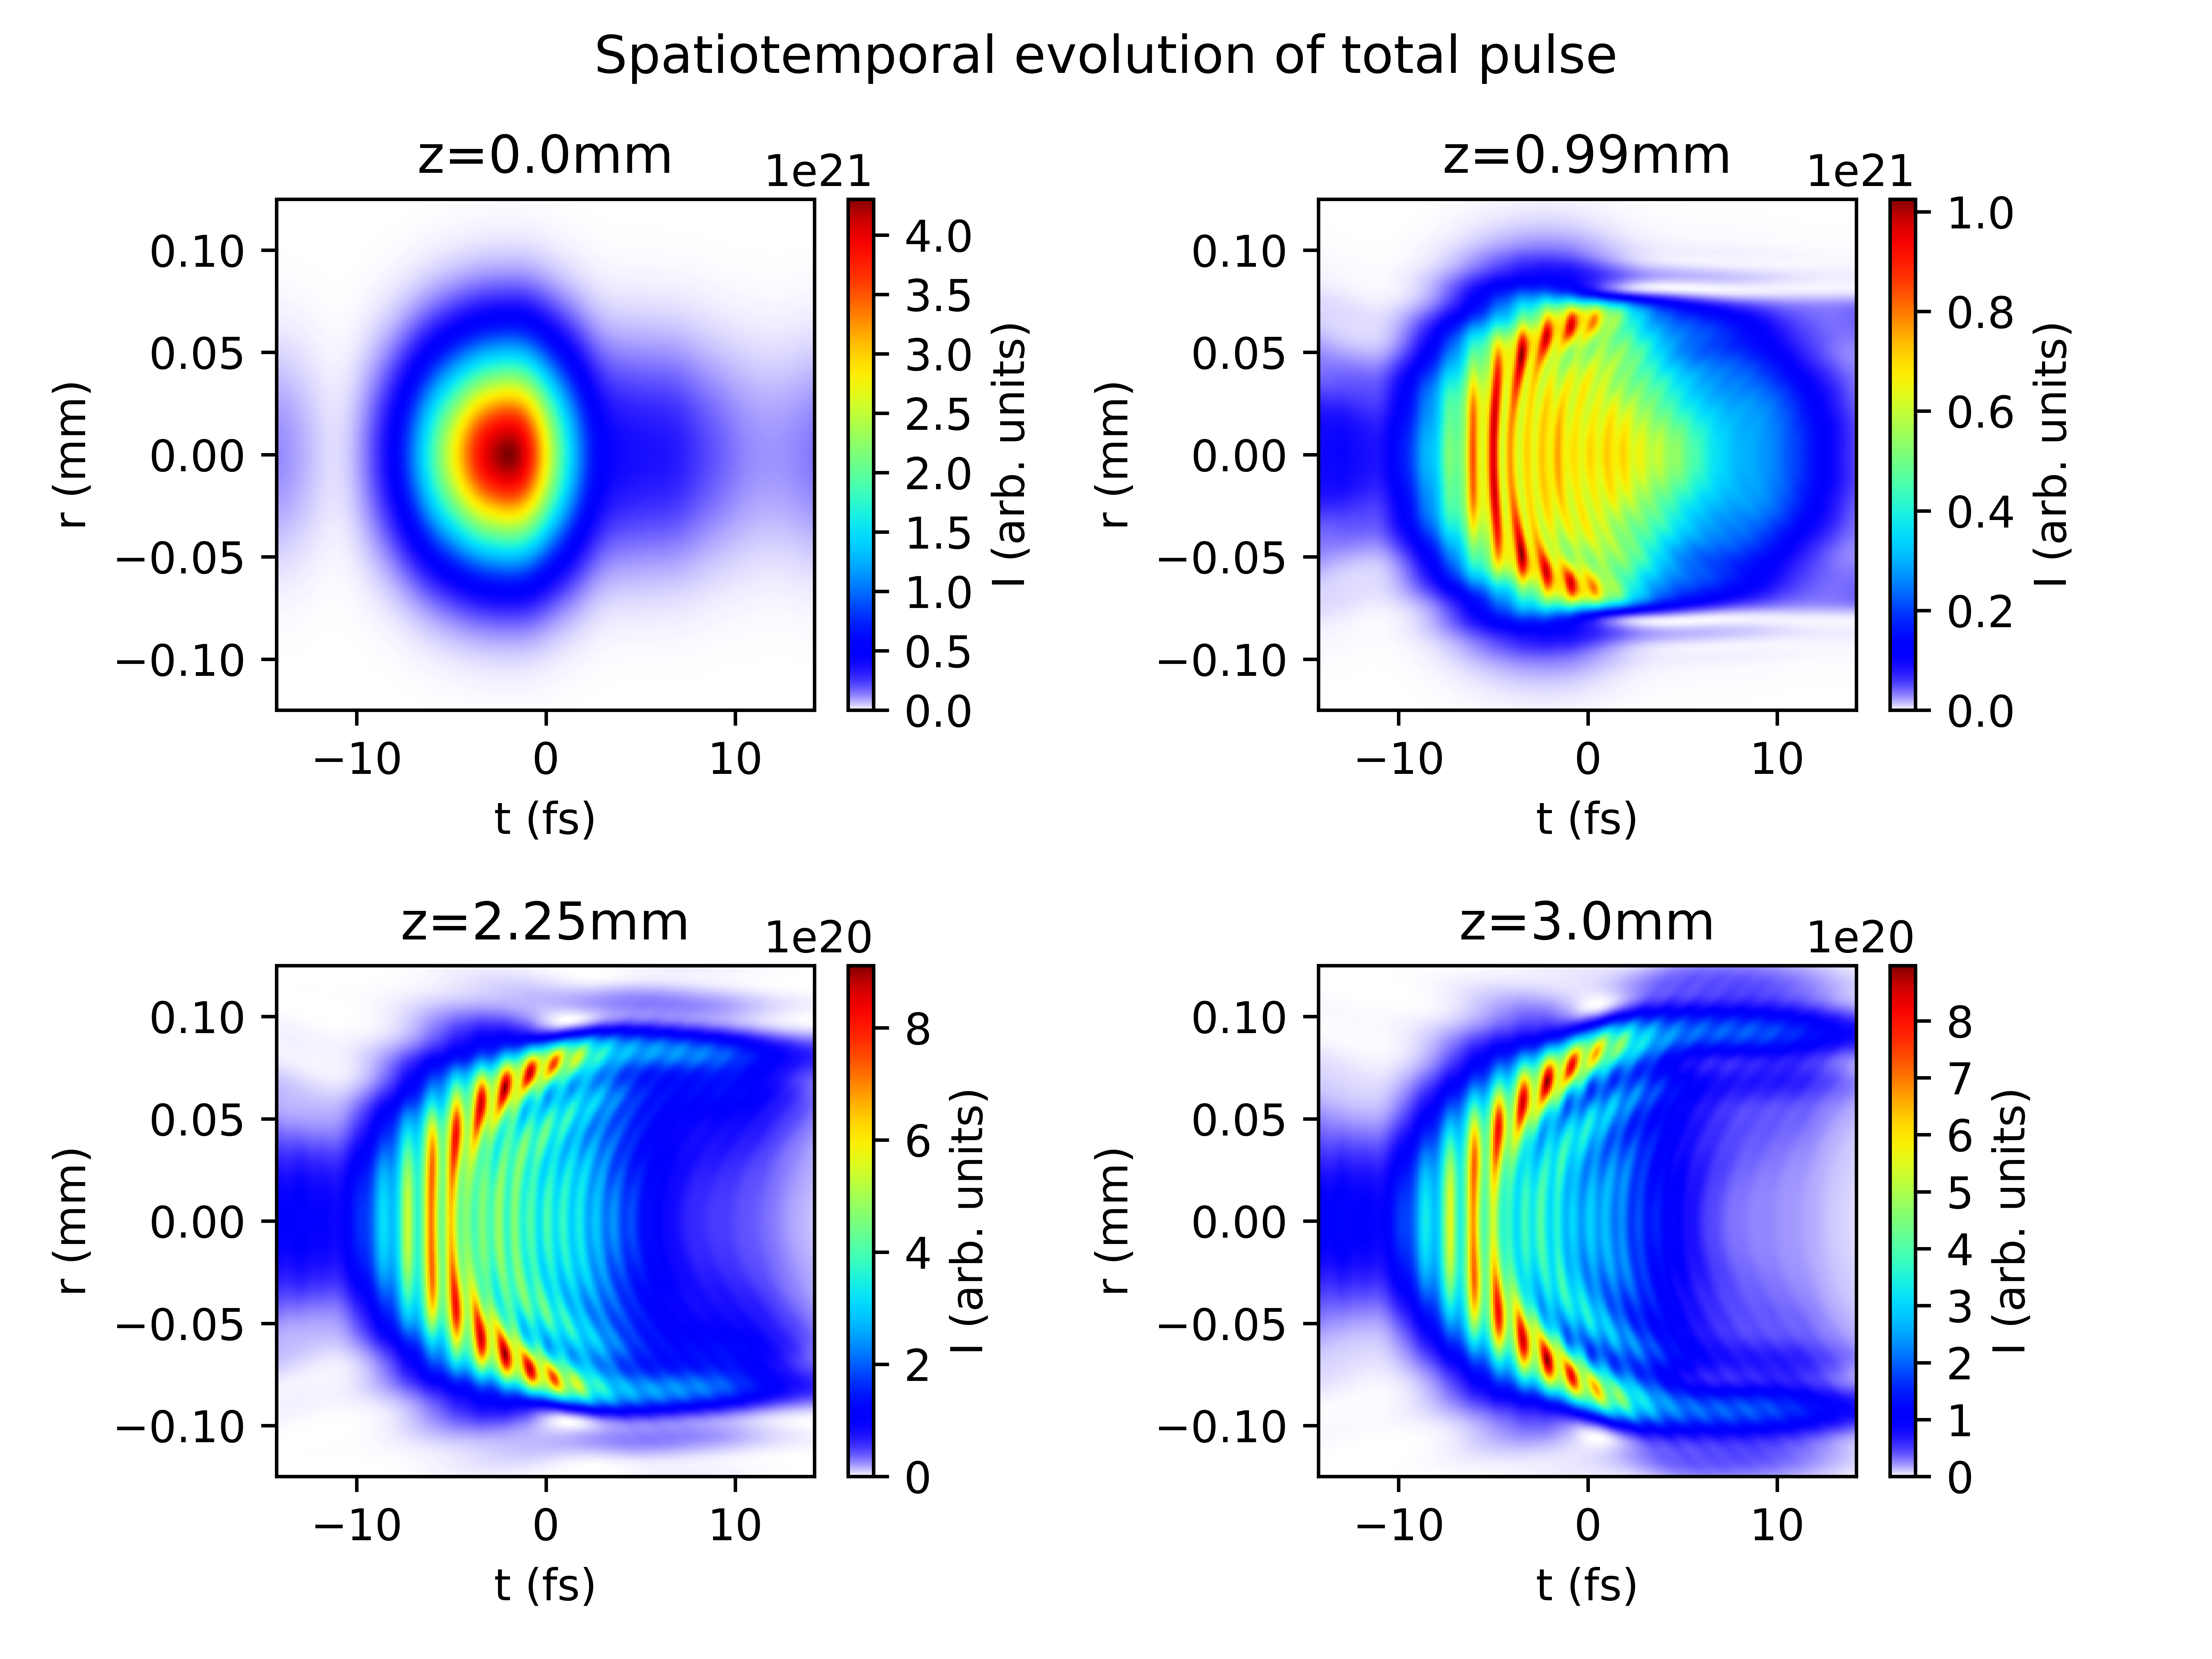 Spatiotemporal evolution of total pulse
z=0.0mm
1e21
0.10
0.05
0.00
−0.05
−0.10
r (mm)
−10
0
10
t (fs)
4.0
3.5
3.0
2.5
2.0
1.5
1.0
0.5
0.0
I (arb. units)
z=0.99mm
1e21
0.10
0.05
0.00
−0.05
−0.10
r (mm)
−10
0
10
t (fs)
1.0
0.8
0.6
0.4
0.2
0.0
I (arb. units)
z=2.25mm
1e20
0.10
0.05
0.00
−0.05
−0.10
r (mm)
−10
0
10
t (fs)
8
6
4
2
0
I (arb. units)
z=3.0mm
1e20
0.10
0.05
0.00
−0.05
−0.10
r (mm)
−10
0
10
t (fs)
8
7
6
5
4
3
2
1
0
I (arb. units)